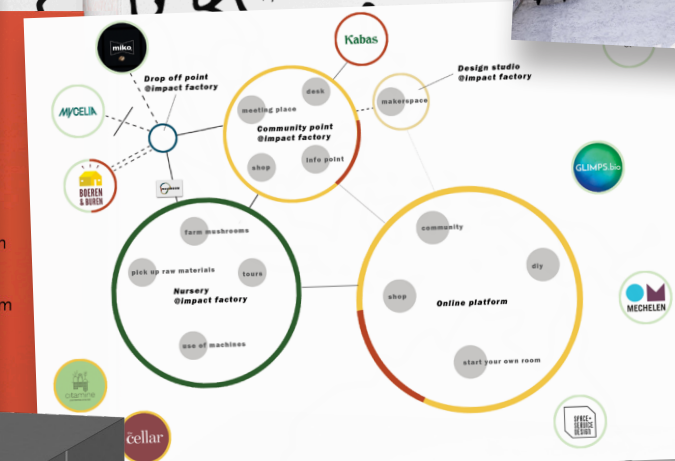 miko
Kabas
Drop off point
@impact factory
Design studio
@impact factory
desk
makerspace
MYCELIA
meeting place
Community point
@impact factory
shop
info point
GLIMPS.bio
BOEREN
& BUREN
farm mushrooms
community
pick up raw materials
tours
diy
Nursery
@impact factory
shop
Online platform
MECHELEN
use of machines
start your own room
citamine
SPACE+
SERVICE
DESIGN
cellar